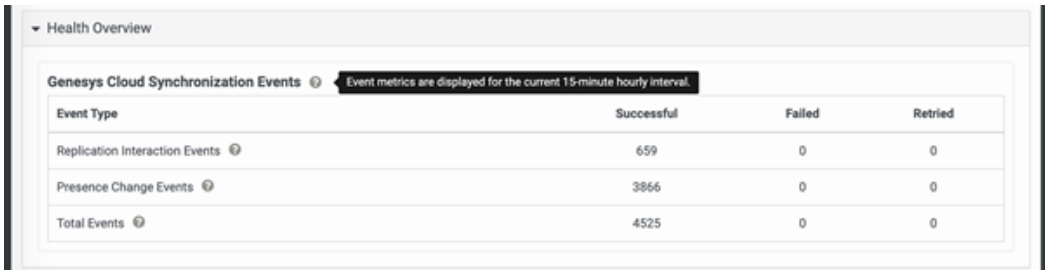 Health Overview
Genesys Cloud Synchronization Events Event metrics are displayed for the current 15-minute hourly interval.
Event Type Successful Failed Retried
Replication Interaction Events 659 0 0
Presence Change Events 3866 0 0
Total Events 4525 0 0